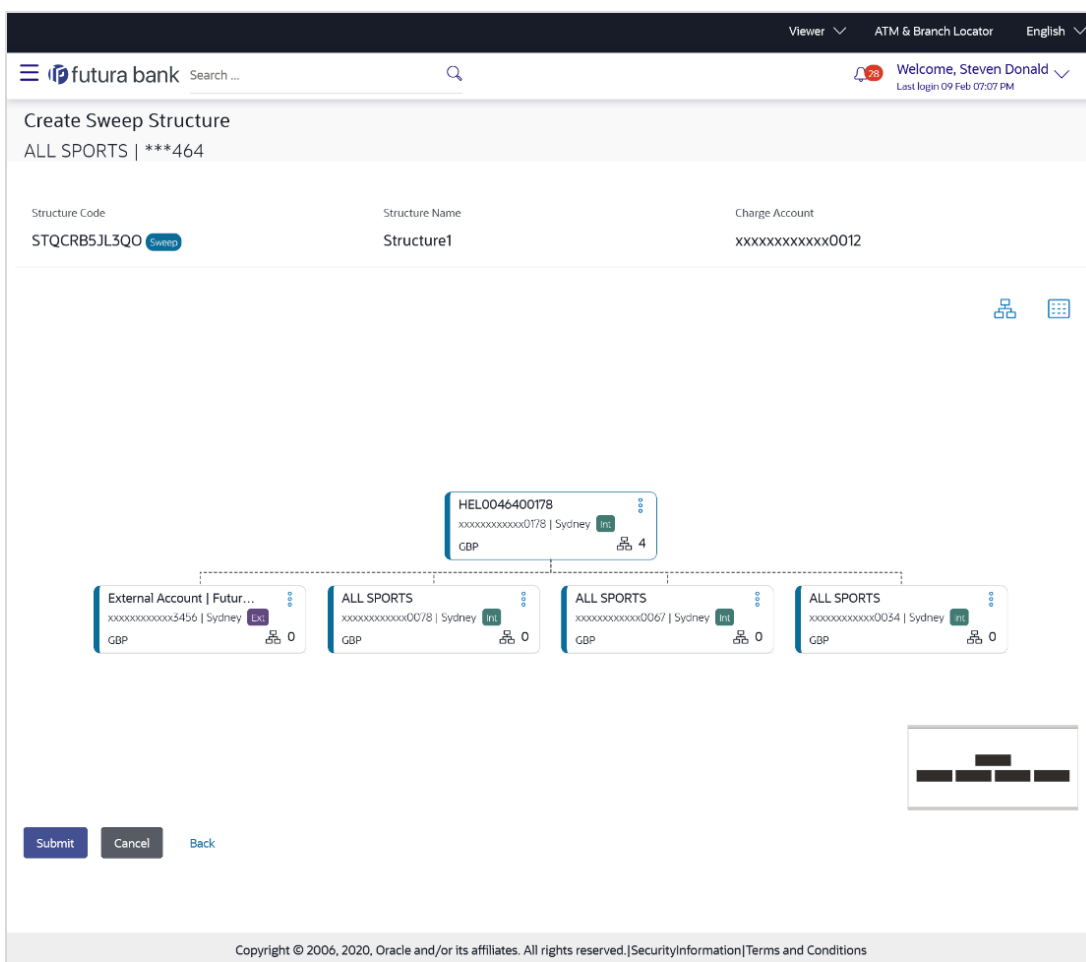 Viewer ATM & Branch Locator English
futura bank Search ... 28 Welcome, Steven Donald
Last login 09 Feb 07:07 PM
Create Sweep Structure
ALL SPORTS | ***464
Structure Code Structure Name Charge Account
STQCRB5JL3QO Sweep Structure1 xxxxxxxxxxxx0012
HEL0046400178
xxxxxxxxxxxx0178 | Sydney Int
GBP 4
External Account | Futur... ALL SPORTS ALL SPORTS ALL SPORTS
xxxxxxxxxxxx3456 | Sydney Ext xxxxxxxxxxxx0078 | Sydney Int xxxxxxxxxxxx0067 | Sydney Int xxxxxxxxxxxx0034 | Sydney Int
GBP 0 GBP 0 GBP 0 GBP 0
Submit Cancel Back
Copyright © 2006, 2020, Oracle and/or its affiliates. All rights reserved.|SecurityInformation|Terms and Conditions